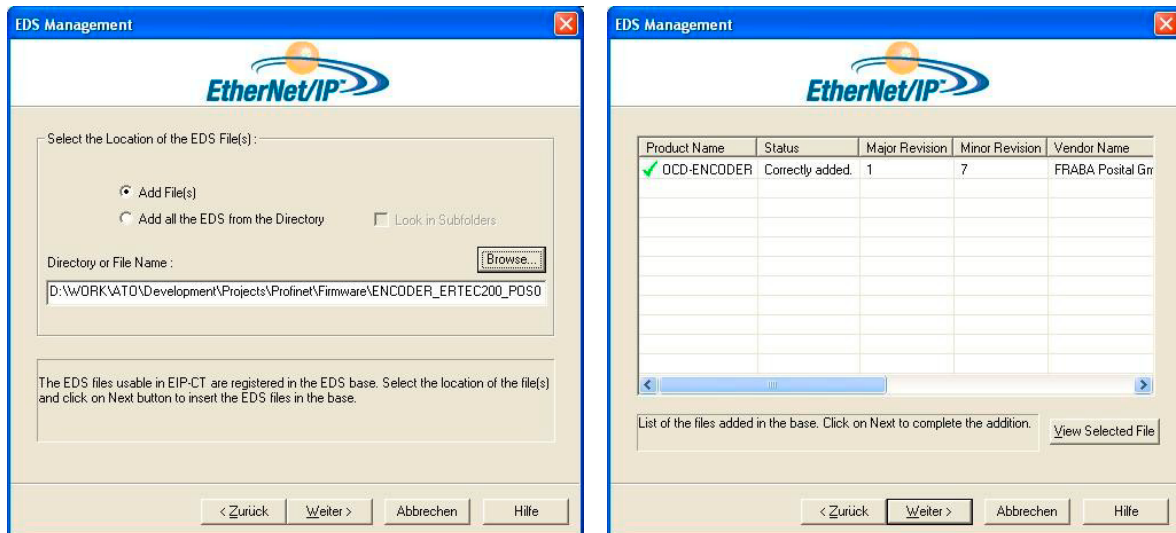 EDS Management
EtherNet/IP™
Select the Location of the EDS File(s) :
Add File(s)
Add all the EDS from the Directory
Look in Subfolders
Directory or File Name :
Browse...
D:\WORK\ATO\Development\Projects\Profinet\Firmware\ENCODER_ERTEC200_POS0
The EDS files usable in EIP-CT are registered in the EDS base. Select the location of the file(s)
and click on Next button to insert the EDS files in the base.
< Zurück
Weiter >
Abbrechen
Hilfe
EDS Management
EtherNet/IP™
Product Name Status Major Revision Minor Revision Vendor Name
OCD-ENCODER Correctly added. 1 7 FRABA Posital Gm
List of the files added in the base. Click on Next to complete the addition.
View Selected File
< Zurück
Weiter >
Abbrechen
Hilfe